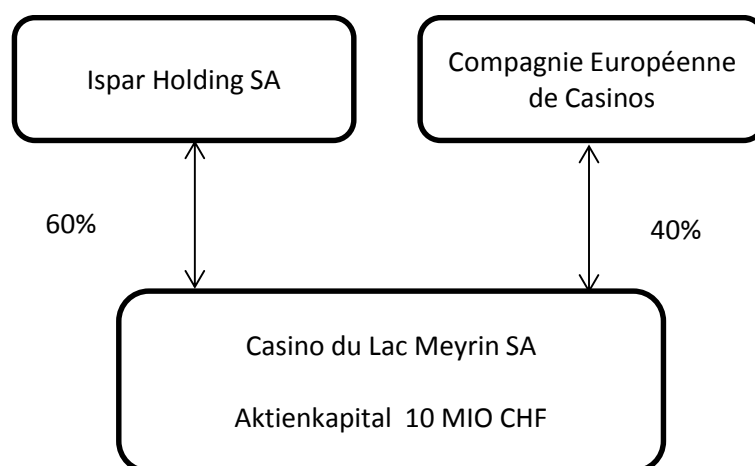 Ispar Holding SA
Compagnie Européenne
de Casinos
60%
40%
Casino du Lac Meyrin SA
Aktienkapital 10 MIO CHF